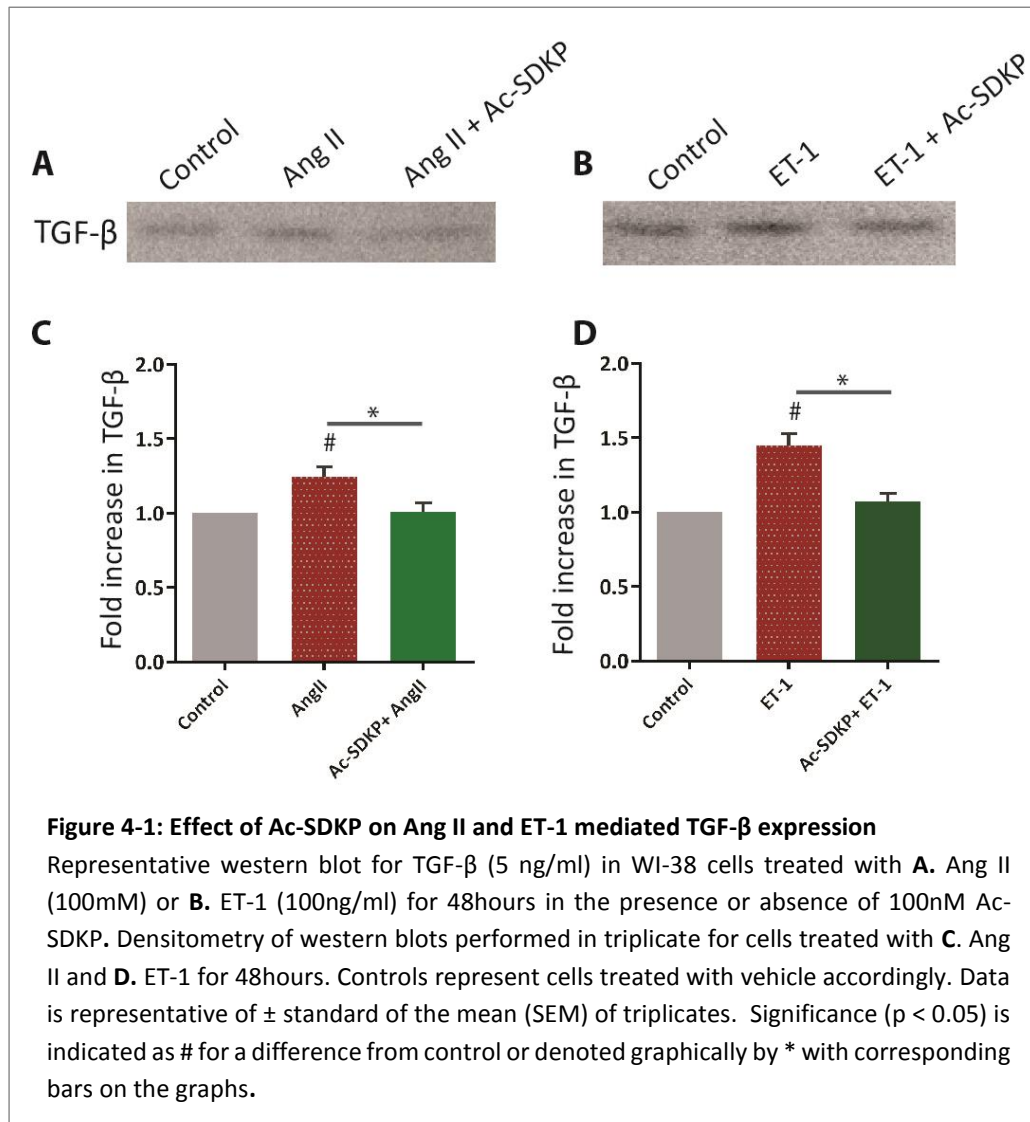 A
Control
Ang II
Ang II + Ac-SDKP
TGF-β
B
Control
ET-1
ET-1 + Ac-SDKP
C
Fold increase in TGF-β
2.0
1.5
1.0
0.5
0.0
#
*
Control
AngII
Ac-SDKP+ AngII
D
Fold increase in TGF-β
2.0
1.5
1.0
0.5
0.0
#
*
Control
ET-1
Ac-SDKP+ ET-1
Figure 4-1: Effect of Ac-SDKP on Ang II and ET-1 mediated TGF-β expression
Representative western blot for TGF-β (5 ng/ml) in WI-38 cells treated with A. Ang II
(100mM) or B. ET-1 (100ng/ml) for 48hours in the presence or absence of 100nM Ac-
SDKP. Densitometry of western blots performed in triplicate for cells treated with C. Ang
II and D. ET-1 for 48hours. Controls represent cells treated with vehicle accordingly. Data
is representative of ± standard of the mean (SEM) of triplicates. Significance (p < 0.05) is
indicated as # for a difference from control or denoted graphically by * with corresponding
bars on the graphs.